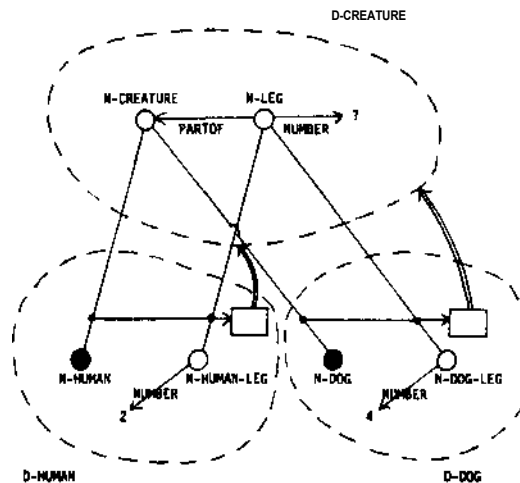 D-CREATURE
N-CREATURE N-LEG
PARTOF NUMBER ?
N-HUMAN N-HUMAN-LEG N-DOG N-DOG-LEG
NUMBER NUMBER
2 4
D-HUMAN D-DOG